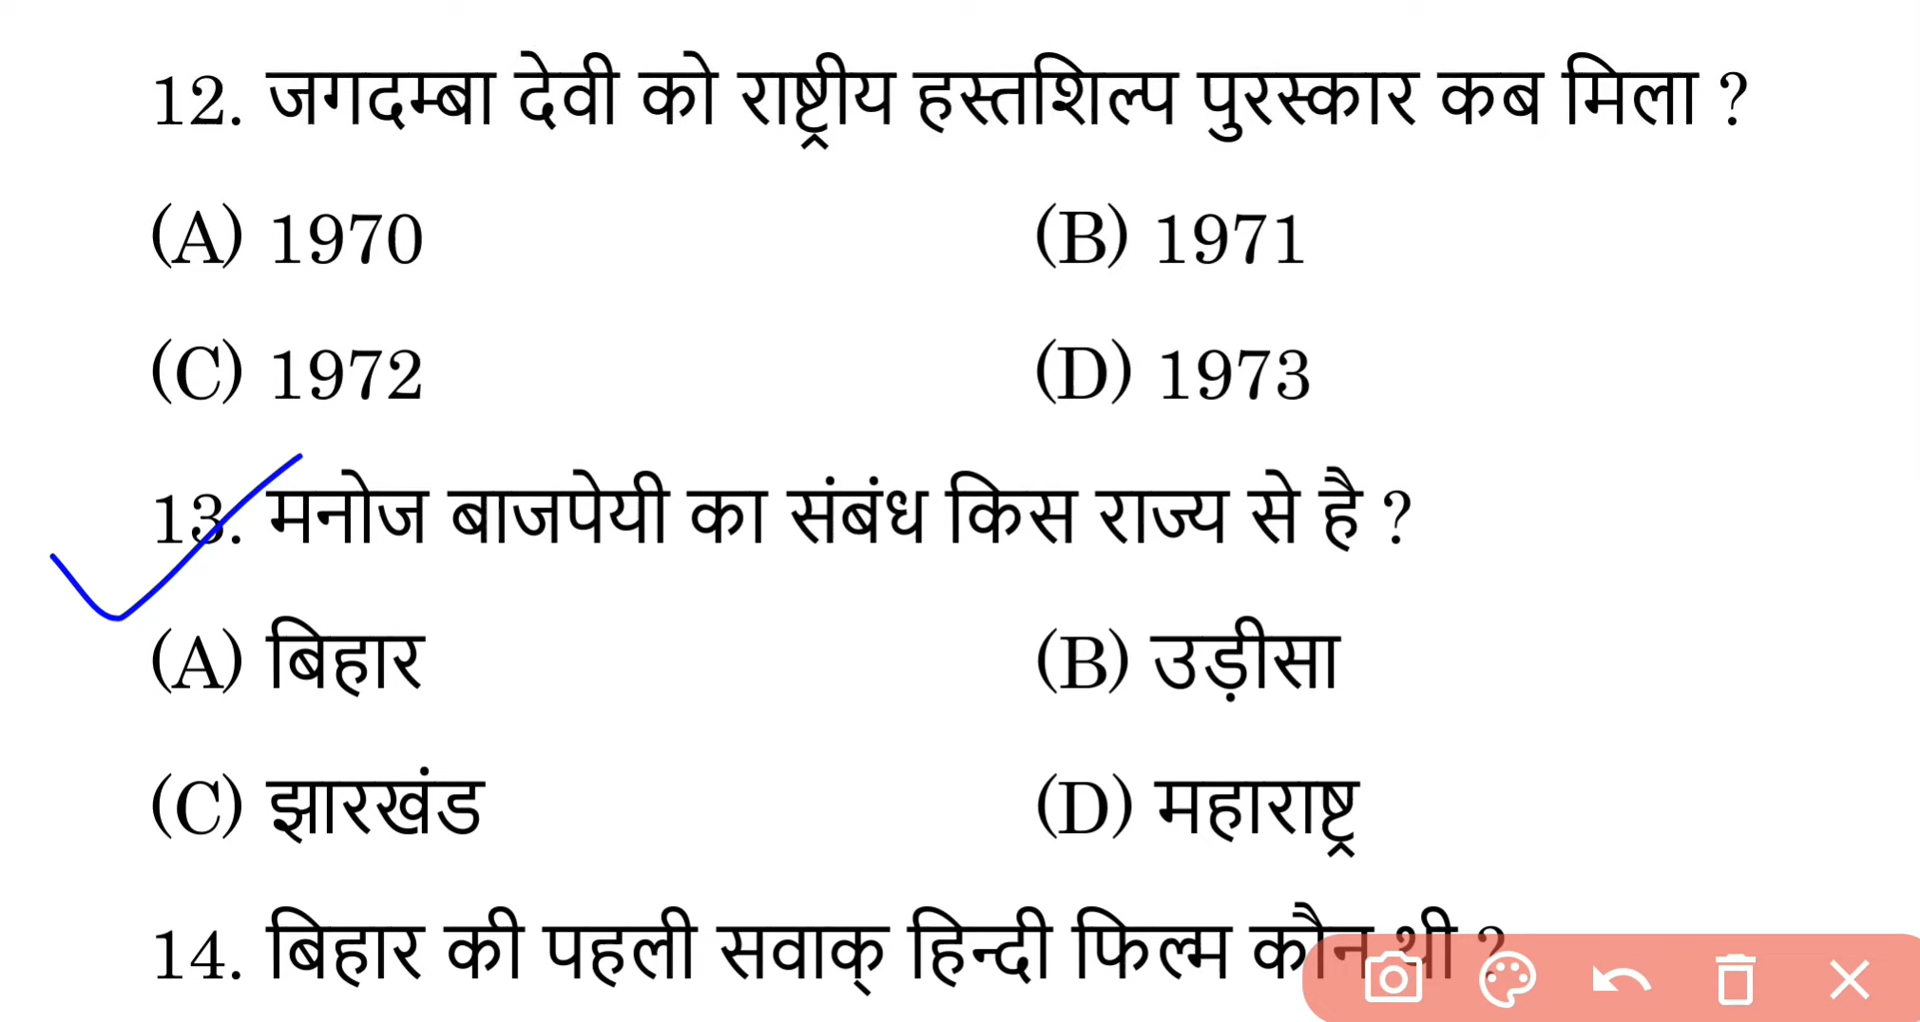 12. जगदम्बा देवी को राष्ट्रीय हस्तशिल्प पुरस्कार कब मिला ?
(A) 1970 (B) 1971
(C) 1972 (D) 1973
13. मनोज बाजपेयी का संबंध किस राज्य से है ?
(A) बिहार (B) उड़ीसा
(C) झारखंड (D) महाराष्ट्र
14. बिहार की पहली सवाक् हिन्दी फिल्म कौन थी ?